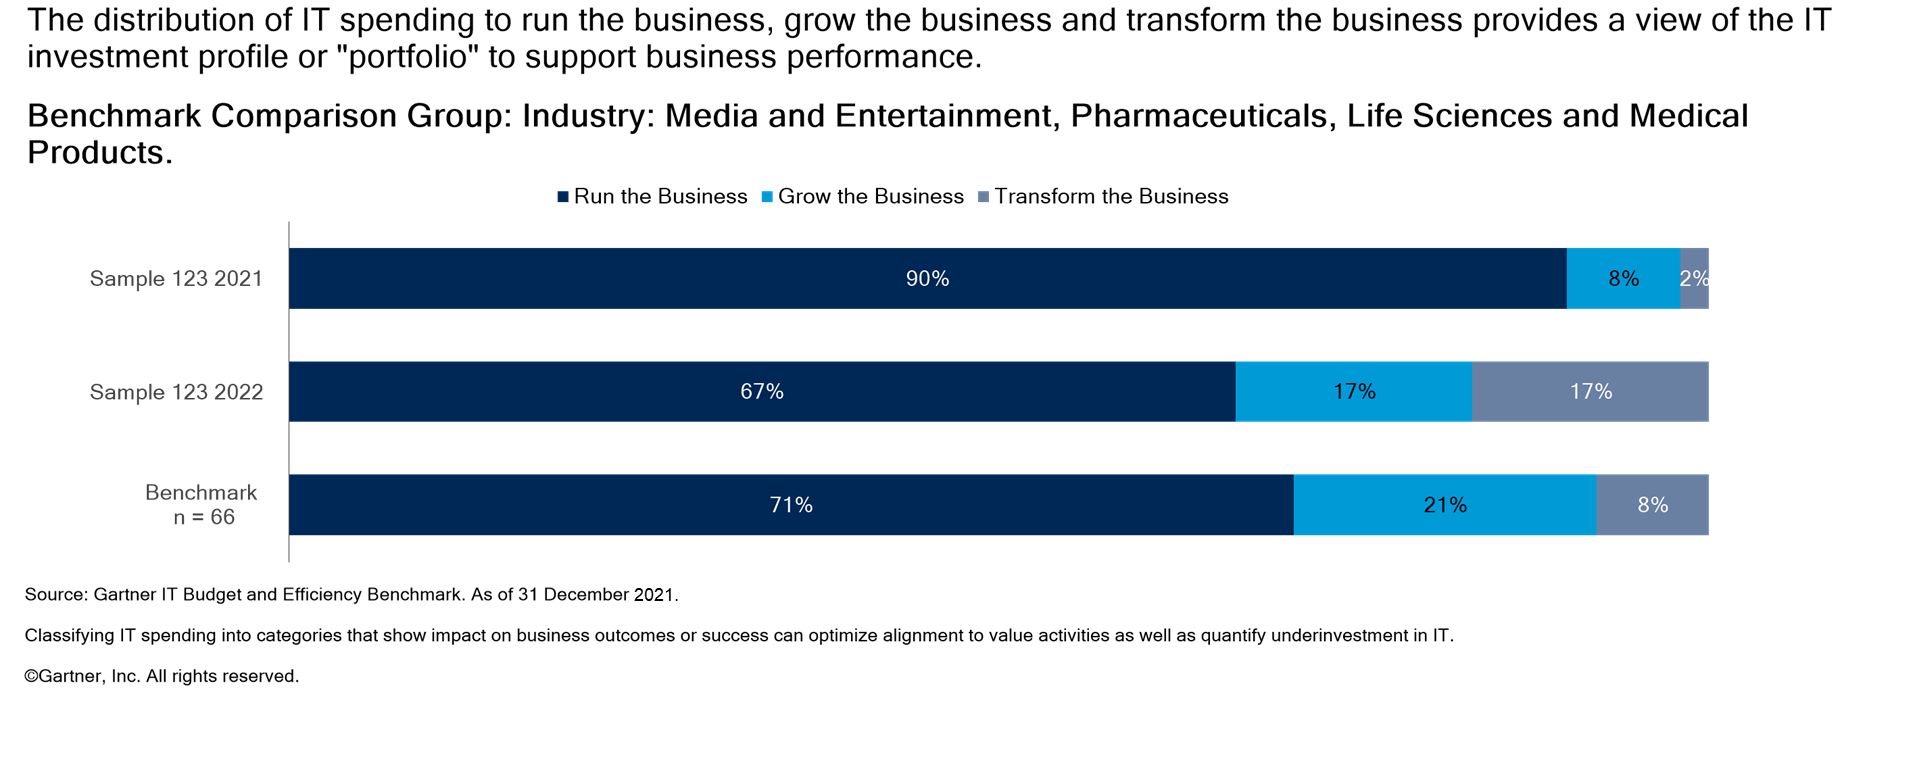 The distribution of IT spending to run the business, grow the business and transform the business provides a view of the IT
investment profile or "portfolio" to support business performance.
Benchmark Comparison Group: Industry: Media and Entertainment, Pharmaceuticals, Life Sciences and Medical
Products.
Run the Business Grow the Business Transform the Business
Sample 123 2021 90% 8% 2%
Sample 123 2022 67% 17% 17%
Benchmark
n = 66
71% 21% 8%
Source: Gartner IT Budget and Efficiency Benchmark. As of 31 December 2021.
Classifying IT spending into categories that show impact on business outcomes or success can optimize alignment to value activities as well as quantify underinvestment in IT.
©Gartner, Inc. All rights reserved.